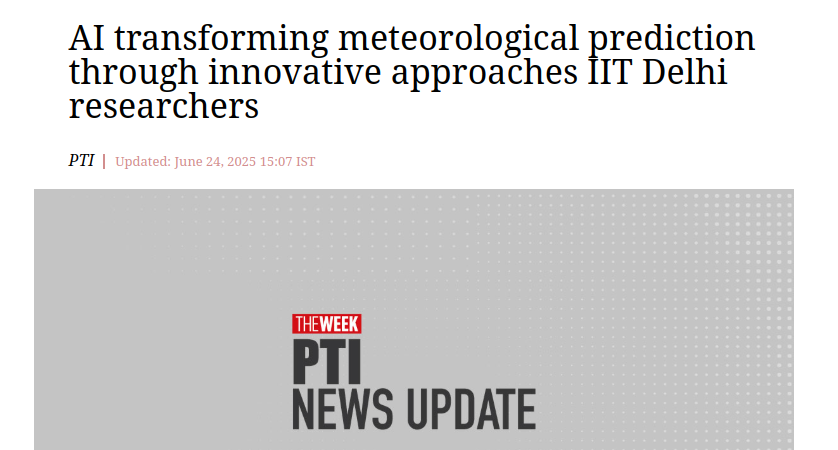 AI transforming meteorological prediction
through innovative approaches IIT Delhi
researchers
PTI | Updated: June 24, 2025 15:07 IST
THE WEEK
PTI
NEWS UPDATE